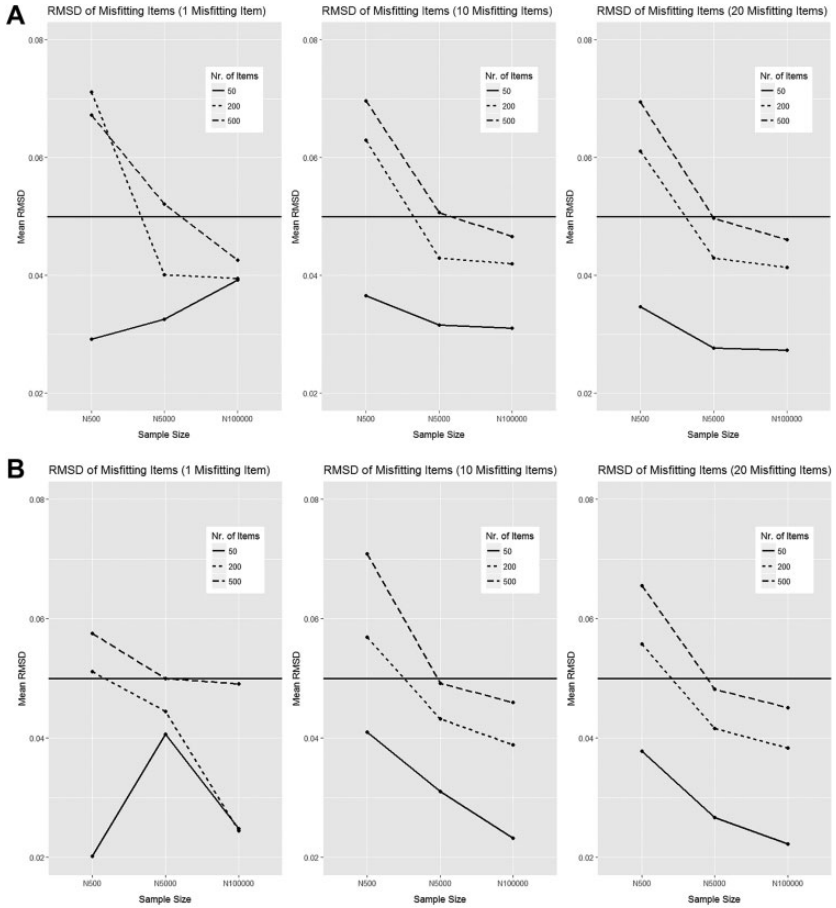 A
RMSD of Misfitting Items (1 Misfitting Item)
0.08
0.06
0.04
0.02
Mean RMSD
Nr. of Items
50
200
500
N500
N5000
N100000
Sample Size
RMSD of Misfitting Items (10 Misfitting Items)
0.08
0.06
0.04
0.02
Mean RMSD
Nr. of Items
50
200
500
N500
N5000
N100000
Sample Size
RMSD of Misfitting Items (20 Misfitting Items)
0.08
0.06
0.04
0.02
Mean RMSD
Nr. of Items
50
200
500
N500
N5000
N100000
Sample Size
B
RMSD of Misfitting Items (1 Misfitting Item)
0.08
0.06
0.04
0.02
Mean RMSD
Nr. of Items
50
200
500
N500
N5000
N100000
Sample Size
RMSD of Misfitting Items (10 Misfitting Items)
0.08
0.06
0.04
0.02
Mean RMSD
Nr. of Items
50
200
500
N500
N5000
N100000
Sample Size
RMSD of Misfitting Items (20 Misfitting Items)
0.08
0.06
0.04
0.02
Mean RMSD
Nr. of Items
50
200
500
N500
N5000
N100000
Sample Size